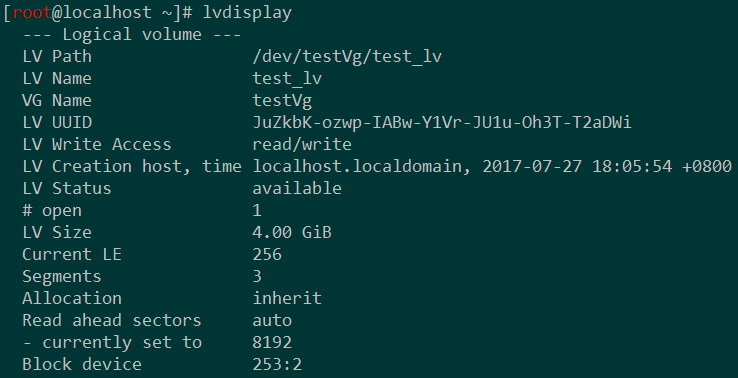 [root@localhost ~]# lvdisplay
--- Logical volume ---
LV Path                /dev/testVg/test_lv
LV Name                test_lv
VG Name                testVg
LV UUID                JuZkbK-ozwp-IABw-Y1Vr-JU1u-Oh3T-T2aDWi
LV Write Access        read/write
LV Creation host, time localhost.localdomain, 2017-07-27 18:05:54 +0800
LV Status              available
# open                 1
LV Size                4.00 GiB
Current LE             256
Segments               3
Allocation             inherit
Read ahead sectors     auto
- currently set to     8192
Block device           253:2